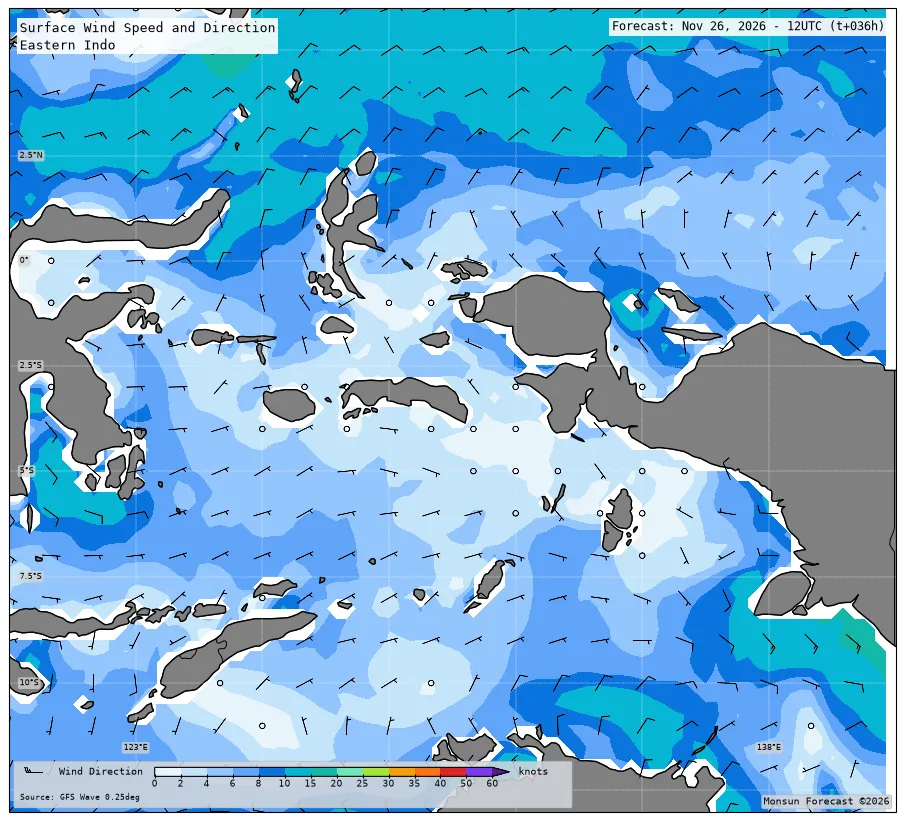 Surface Wind Speed and Direction
Eastern Indo
Forecast: Nov 26, 2026 - 12UTC (t+036h)
2.5°N
0°
2.5°S
5°S
7.5°S
10°S
123°E
138°E
Wind Direction
knots
0 2 4 6 8 10 15 20 25 30 35 40 50 60
Source: GFS Wave 0.25deg
Monsun Forecast ©2026